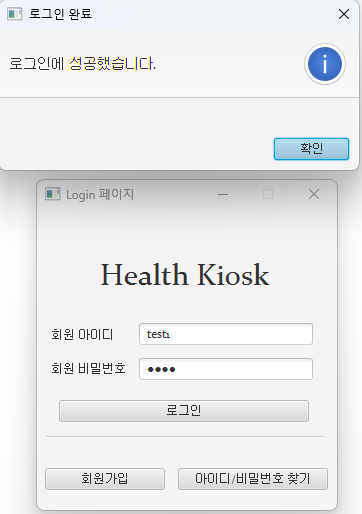 로그인 완료
로그인에 성공했습니다.
확인
Login 페이지
Health Kiosk
회원 아이디 test1
회원 비밀번호 ●●●●
로그인
회원가입 아이디/비밀번호 찾기